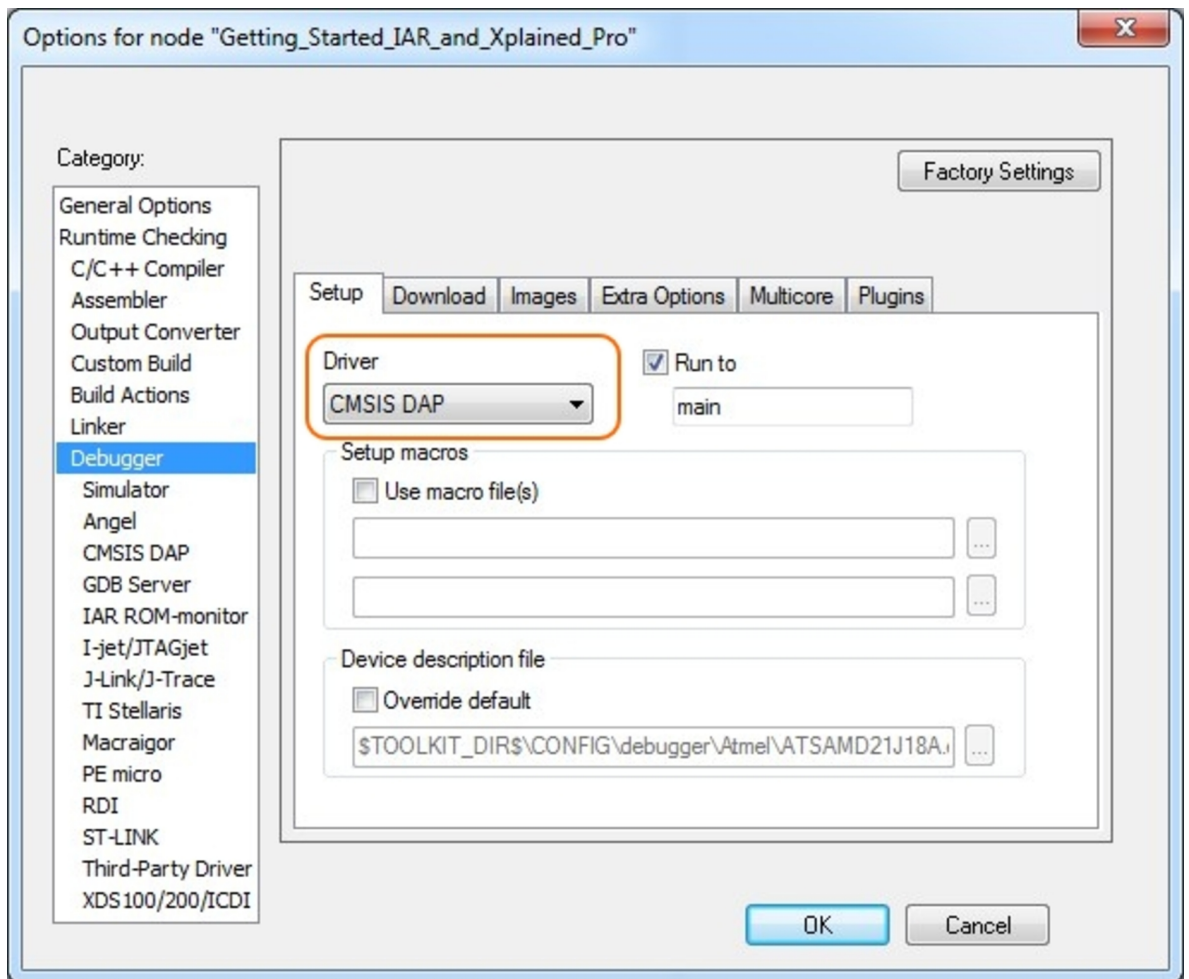 Options for node "Getting_Started_IAR_and_Xplained_Pro"
Category:
Factory Settings
General Options
Runtime Checking
C/C++ Compiler
Assembler
Output Converter
Custom Build
Build Actions
Linker
Debugger
Simulator
Angel
CMSIS DAP
GDB Server
IAR ROM-monitor
I-jet/JTAGjet
J-Link/J-Trace
TI Stellaris
Macraigor
PE micro
RDI
ST-LINK
Third-Party Driver
XDS100/200/ICDI
Setup Download Images Extra Options Multicore Plugins
Driver
CMSIS DAP
Run to
main
Setup macros
Use macro file(s)
...
...
Device description file
Override default
$TOOLKIT_DIR$\CONFIG\debugger\Atmel\ATSAMD21J18A.
...
OK Cancel